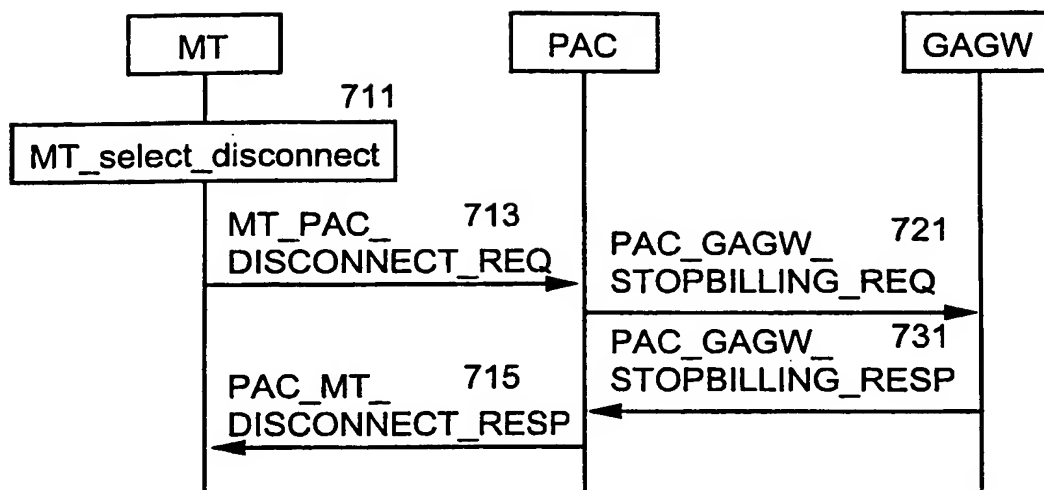 MT
PAC
GAGW
711
MT_select_disconnect
MT_PAC_ 713
DISCONNECT_REQ
PAC_GAGW_ 721
STOPBILLING_REQ
PAC_GAGW_ 731
STOPBILLING_RESP
PAC_MT_ 715
DISCONNECT_RESP